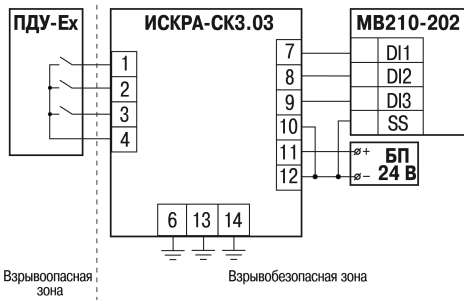 ПДУ-Ex
ИСКРА-СК3.03
МВ210-202
1
2
3
4
7
8
9
10
11
12
6 13 14
DI1
DI2
DI3
SS
+ БП
– 24 В
Взрывоопасная
зона
Взрывобезопасная зона